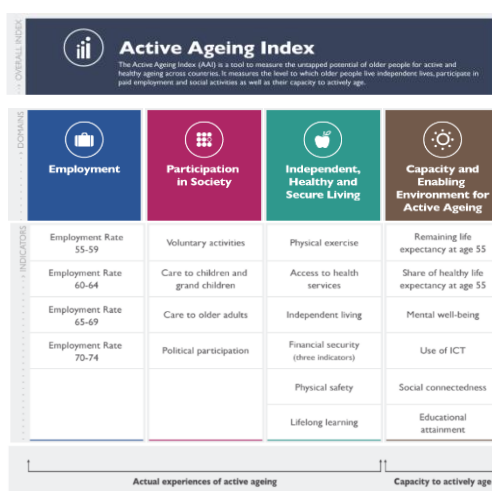 OVERALL INDEX
Active Ageing Index
The Active Ageing Index (AAI) is a tool to measure the untapped potential of older people for active and
healthy ageing across countries. It measures the level to which older people live independent lives, participate in
paid employment and social activities as well as their capacity to actively age.
DOMAINS
Employment
Participation
in Society
Independent,
Healthy and
Secure Living
Capacity and
Enabling
Environment for
Active Ageing
INDICATORS
Employment Rate
55-59
Employment Rate
60-64
Employment Rate
65-69
Employment Rate
70-74
Voluntary activities
Care to children and
grand children
Care to older adults
Political participation
Physical exercise
Access to health
services
Independent living
Financial security
(three indicators)
Physical safety
Lifelong learning
Remaining life
expectancy at age 55
Share of healthy life
expectancy at age 55
Mental well-being
Use of ICT
Social connectedness
Educational
attainment
Actual experiences of active ageing
Capacity to actively age